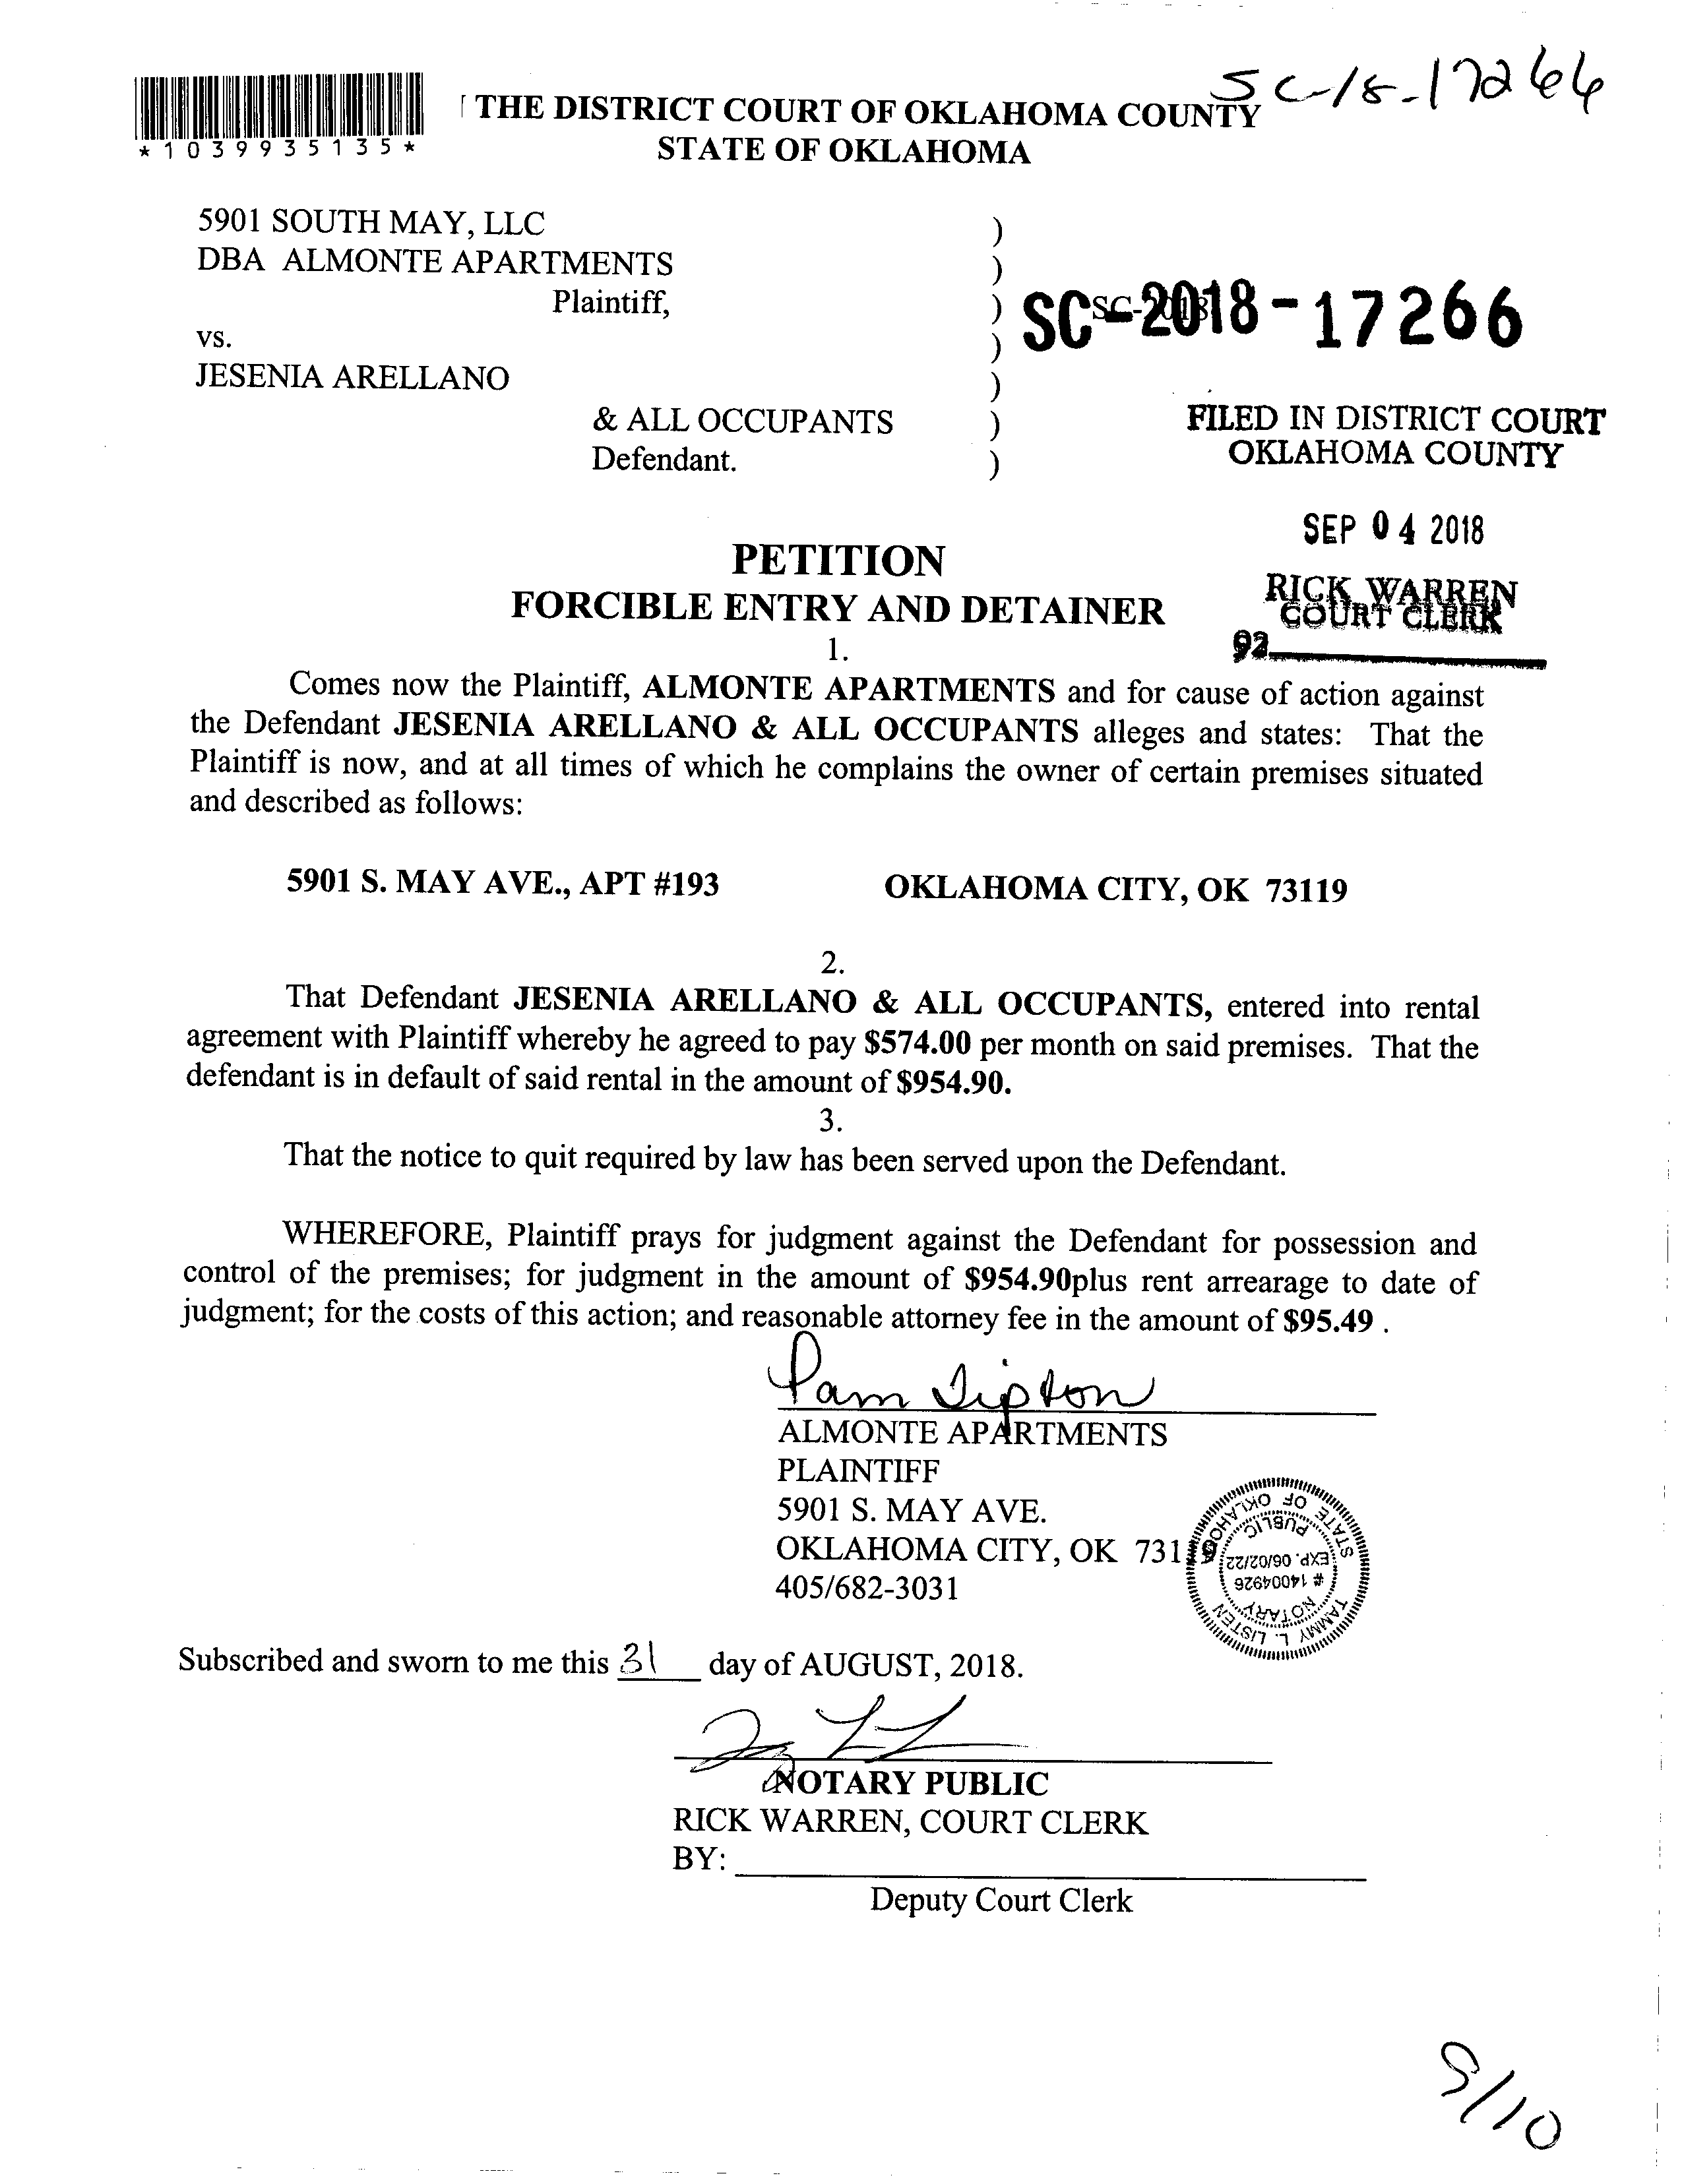 SC-18-17266
THE DISTRICT COURT OF OKLAHOMA COUNTY
*1039935135*
STATE OF OKLAHOMA
5901 SOUTH MAY, LLC )
DBA ALMONTE APARTMENTS )
Plaintiff, ) SC-2018
SC-2018-17266
vs. )
JESENIA ARELLANO )
& ALL OCCUPANTS )
Defendant. )
FILED IN DISTRICT COURT
OKLAHOMA COUNTY
SEP 04 2018
RICK WARREN
COURT CLERK
92
PETITION
FORCIBLE ENTRY AND DETAINER
1.
Comes now the Plaintiff, ALMONTE APARTMENTS and for cause of action against
the Defendant JESENIA ARELLANO & ALL OCCUPANTS alleges and states: That the
Plaintiff is now, and at all times of which he complains the owner of certain premises situated
and described as follows:
5901 S. MAY AVE., APT #193 OKLAHOMA CITY, OK 73119
2.
That Defendant JESENIA ARELLANO & ALL OCCUPANTS, entered into rental
agreement with Plaintiff whereby he agreed to pay $574.00 per month on said premises. That the
defendant is in default of said rental in the amount of $954.90.
3.
That the notice to quit required by law has been served upon the Defendant.
WHEREFORE, Plaintiff prays for judgment against the Defendant for possession and
control of the premises; for judgment in the amount of $954.90plus rent arrearage to date of
judgment; for the costs of this action; and reasonable attorney fee in the amount of $95.49 .
Pam Tipton
ALMONTE APARTMENTS
PLAINTIFF
5901 S. MAY AVE.
OKLAHOMA CITY, OK 73119
405/682-3031
TAMMY L. LISTEN
NOTARY
# 14004926
EXP. 06/02/22
PUBLIC
STATE OF OKLAHOMA
Subscribed and sworn to me this 31 day of AUGUST, 2018.
NOTARY PUBLIC
RICK WARREN, COURT CLERK
BY:
Deputy Court Clerk
9/10